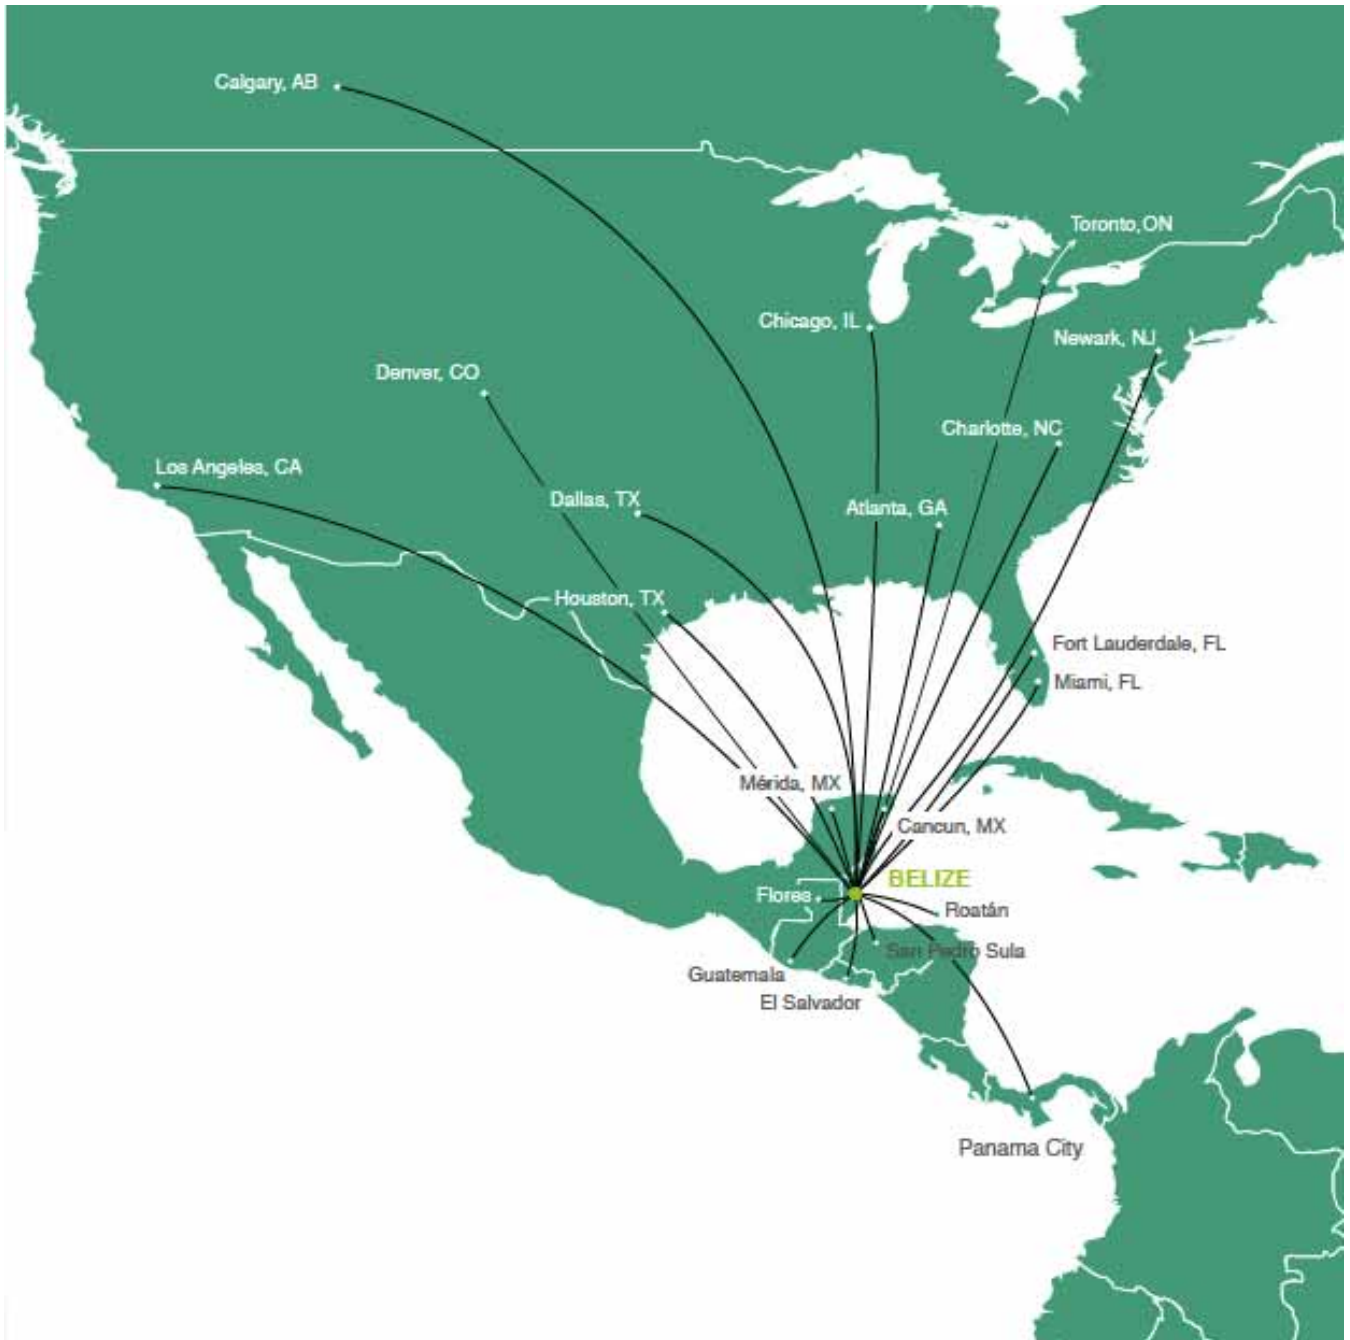 Calgary, AB
Toronto,ON
Chicago, IL
Newark, NJ
Denver, CO
Charlotte, NC
Los Angeles, CA
Dallas, TX
Atlanta, GA
Houston, TX
Fort Lauderdale, FL
Miami, FL
Mérida, MX
Cancun, MX
BELIZE
Flores
Roatán
San Pedro Sula
Guatemala
El Salvador
Panama City